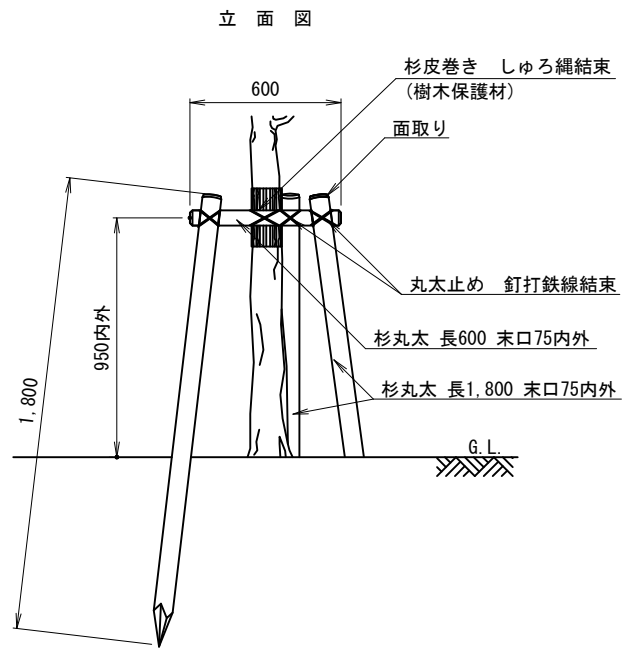 立 面 図
杉皮巻き しゅろ縄結束
(樹木保護材)
600
面取り
丸太止め 釘打鉄線結束
950内外
杉丸太 長600 末口75内外
1,800
杉丸太 長1,800 末口75内外
G.L.